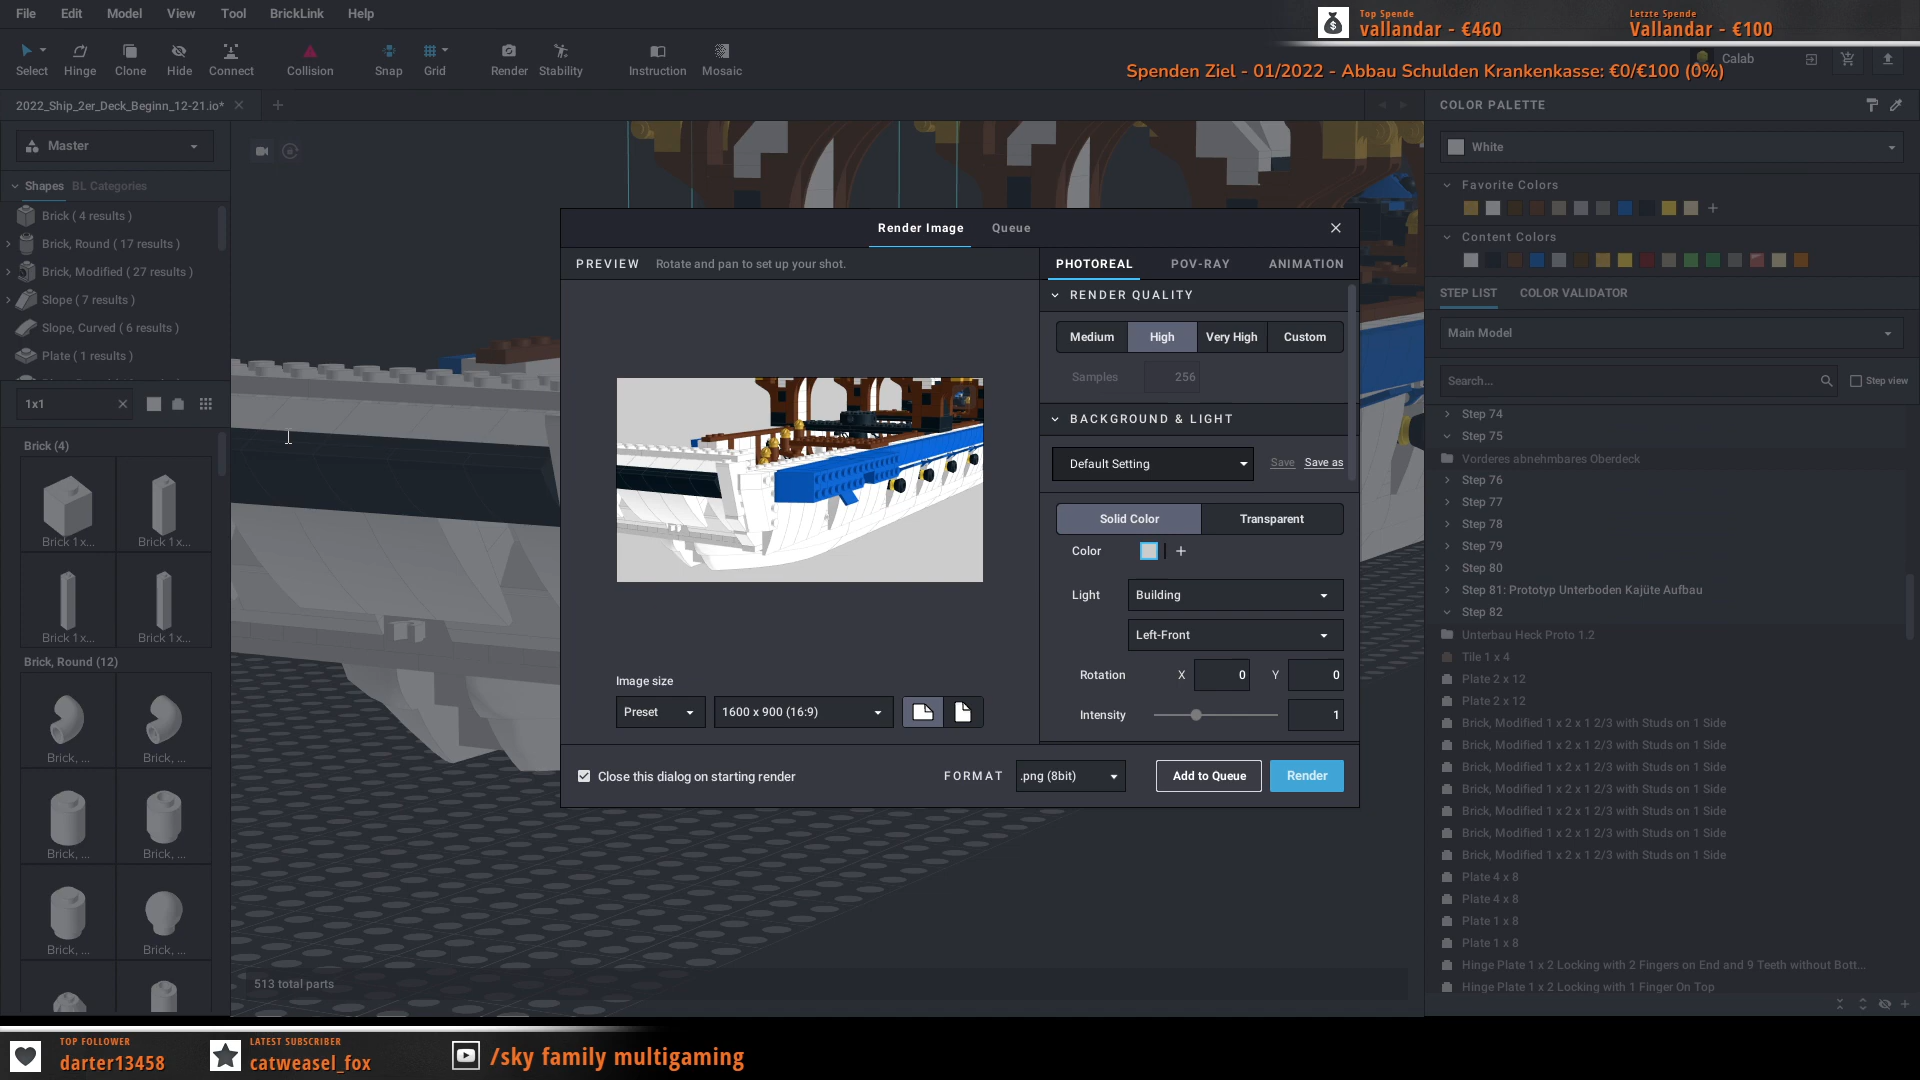 File Edit Model View Tool BrickLink Help
Top Spende
vallandar - €460
Letzte Spende
Vallandar - €100
Select Hinge Clone Hide Connect Collision Snap Grid Render Stability Instruction Mosaic
Calab
Spenden Ziel - 01/2022 - Abbau Schulden Krankenkasse: €0/€100 (0%)
2022_Ship_2er_Deck_Beginn_12-21.io*
Master
Shapes BL Categories
Brick ( 4 results )
Brick, Round ( 17 results )
Brick, Modified ( 27 results )
Slope ( 7 results )
Slope, Curved ( 6 results )
Plate ( 1 results )
1x1
Brick (4)
Brick 1x... Brick 1x...
Brick 1x... Brick 1x...
Brick, Round (12)
Brick, ... Brick, ...
Brick, ... Brick, ...
Brick, ... Brick, ...
513 total parts
Render Image Queue
PREVIEW Rotate and pan to set up your shot.
PHOTOREAL POV-RAY ANIMATION
RENDER QUALITY
Medium High Very High Custom
Samples 256
BACKGROUND & LIGHT
Default Setting Save Save as
Solid Color Transparent
Color
Light Building
Left-Front
Rotation X 0 Y 0
Intensity 1
Image size
Preset 1600 x 900 (16:9)
Close this dialog on starting render
FORMAT .png (8bit) Add to Queue Render
COLOR PALETTE
White
Favorite Colors
Content Colors
STEP LIST COLOR VALIDATOR
Main Model
Search... Step view
Step 74
Step 75
Vorderes abnehmbares Oberdeck
Step 76
Step 77
Step 78
Step 79
Step 80
Step 81: Prototyp Unterboden Kajüte Aufbau
Step 82
Unterbau Heck Proto 1.2
Tile 1 x 4
Plate 2 x 12
Plate 2 x 12
Brick, Modified 1 x 2 x 1 2/3 with Studs on 1 Side
Brick, Modified 1 x 2 x 1 2/3 with Studs on 1 Side
Brick, Modified 1 x 2 x 1 2/3 with Studs on 1 Side
Brick, Modified 1 x 2 x 1 2/3 with Studs on 1 Side
Brick, Modified 1 x 2 x 1 2/3 with Studs on 1 Side
Brick, Modified 1 x 2 x 1 2/3 with Studs on 1 Side
Brick, Modified 1 x 2 x 1 2/3 with Studs on 1 Side
Plate 4 x 8
Plate 4 x 8
Plate 1 x 8
Plate 1 x 8
Hinge Plate 1 x 2 Locking with 2 Fingers on End and 9 Teeth without Bott...
Hinge Plate 1 x 2 Locking with 1 Finger On Top
TOP FOLLOWER
darter13458
LATEST SUBSCRIBER
catweasel_fox
/sky family multigaming